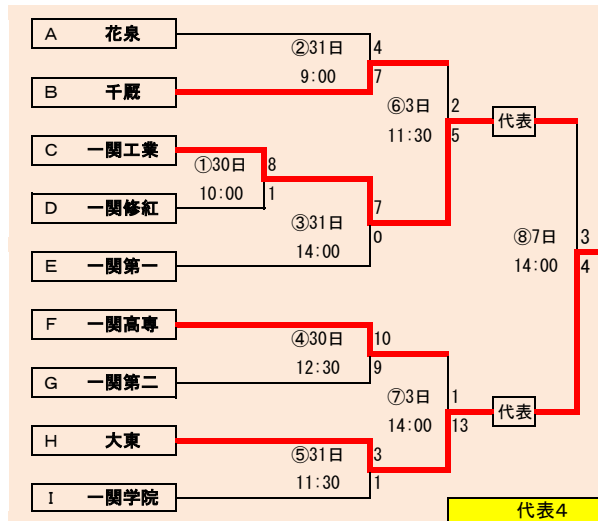 A 花泉
②31日 4
9:00 7
B 千厩
⑥3日 2
代表
11:30 5
C 一関工業
①30日 8
10:00 1
D 一関修紅
③31日 7
14:00 0
E 一関第一
⑧7日 3
14:00 4
F 一関高専
④30日 10
12:30 9
G 一関第二
⑦3日 1
代表
14:00 13
H 大東
⑤31日 3
11:30 1
I 一関学院
代表4